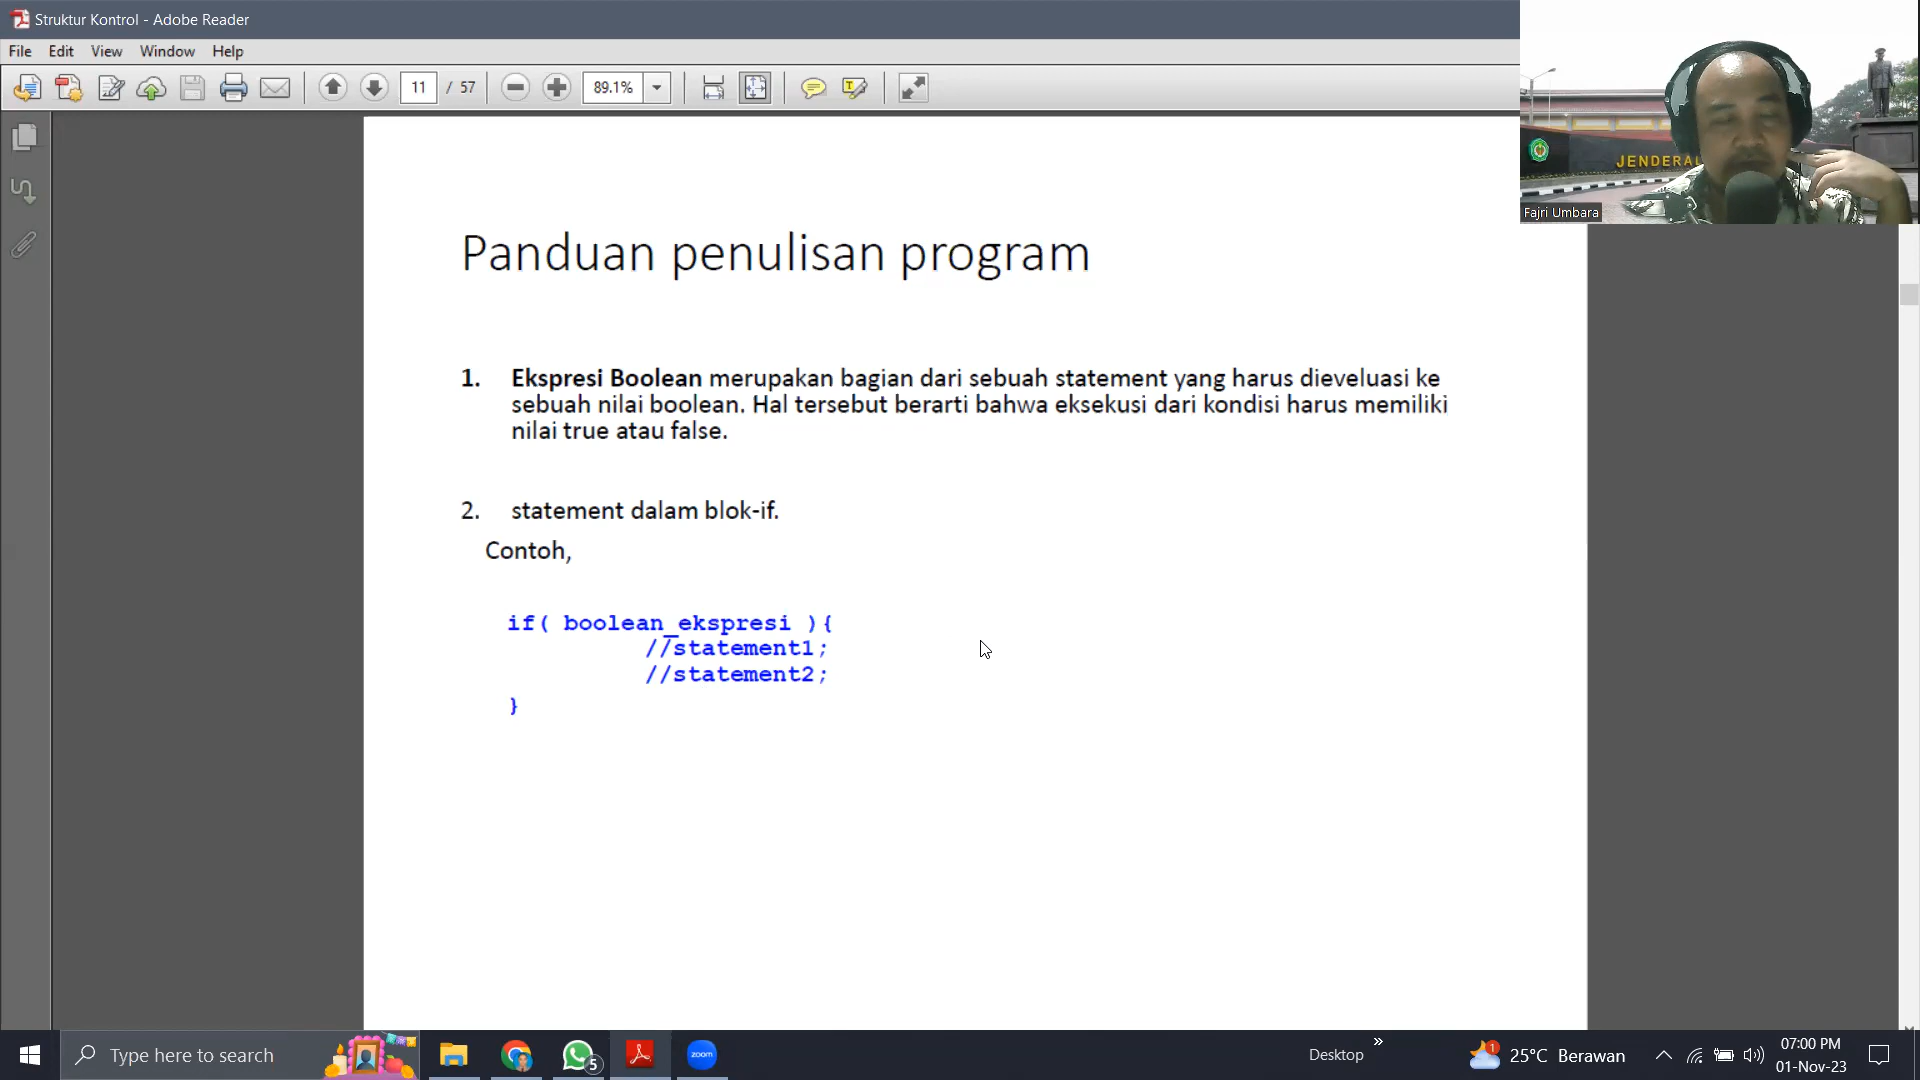 Struktur Kontrol - Adobe Reader
File Edit View Window Help
11 / 57 89.1%
JENDERAL
Fajri Umbara
Panduan penulisan program
1. Ekspresi Boolean merupakan bagian dari sebuah statement yang harus dieveluasi ke
sebuah nilai boolean. Hal tersebut berarti bahwa eksekusi dari kondisi harus memiliki
nilai true atau false.
2. statement dalam blok-if.
Contoh,
if( boolean_ekspresi ){
//statement1;
//statement2;
}
Type here to search
5
zoom
Desktop »
1
25°C Berawan
07:00 PM
01-Nov-23